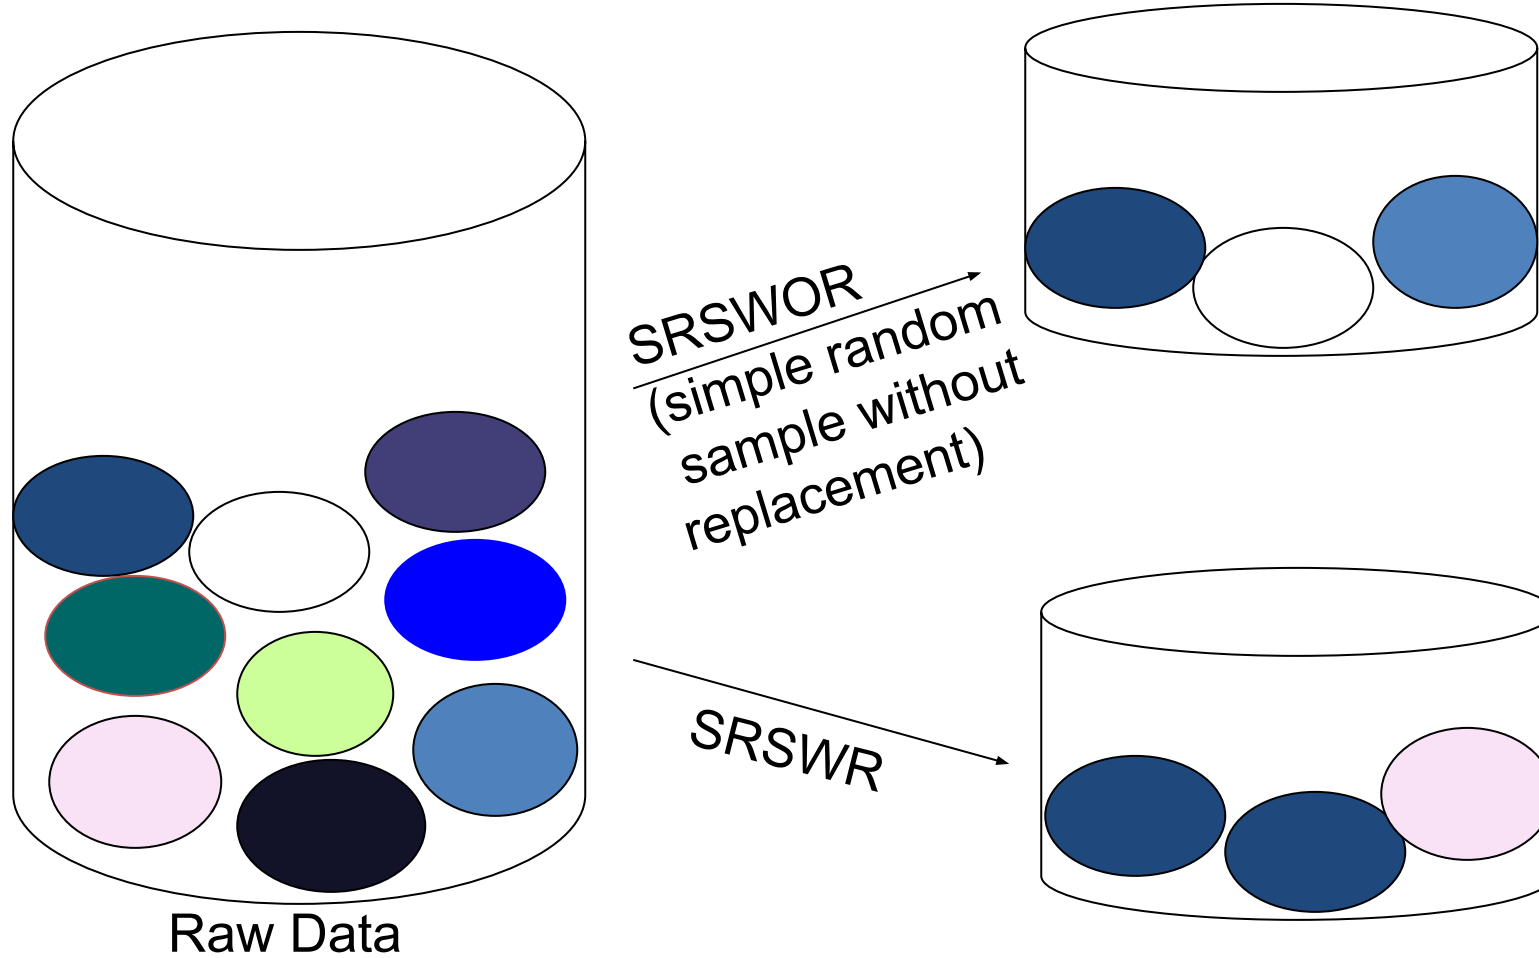 SRSWOR
(simple random
sample without
replacement)
SRSWR
Raw Data